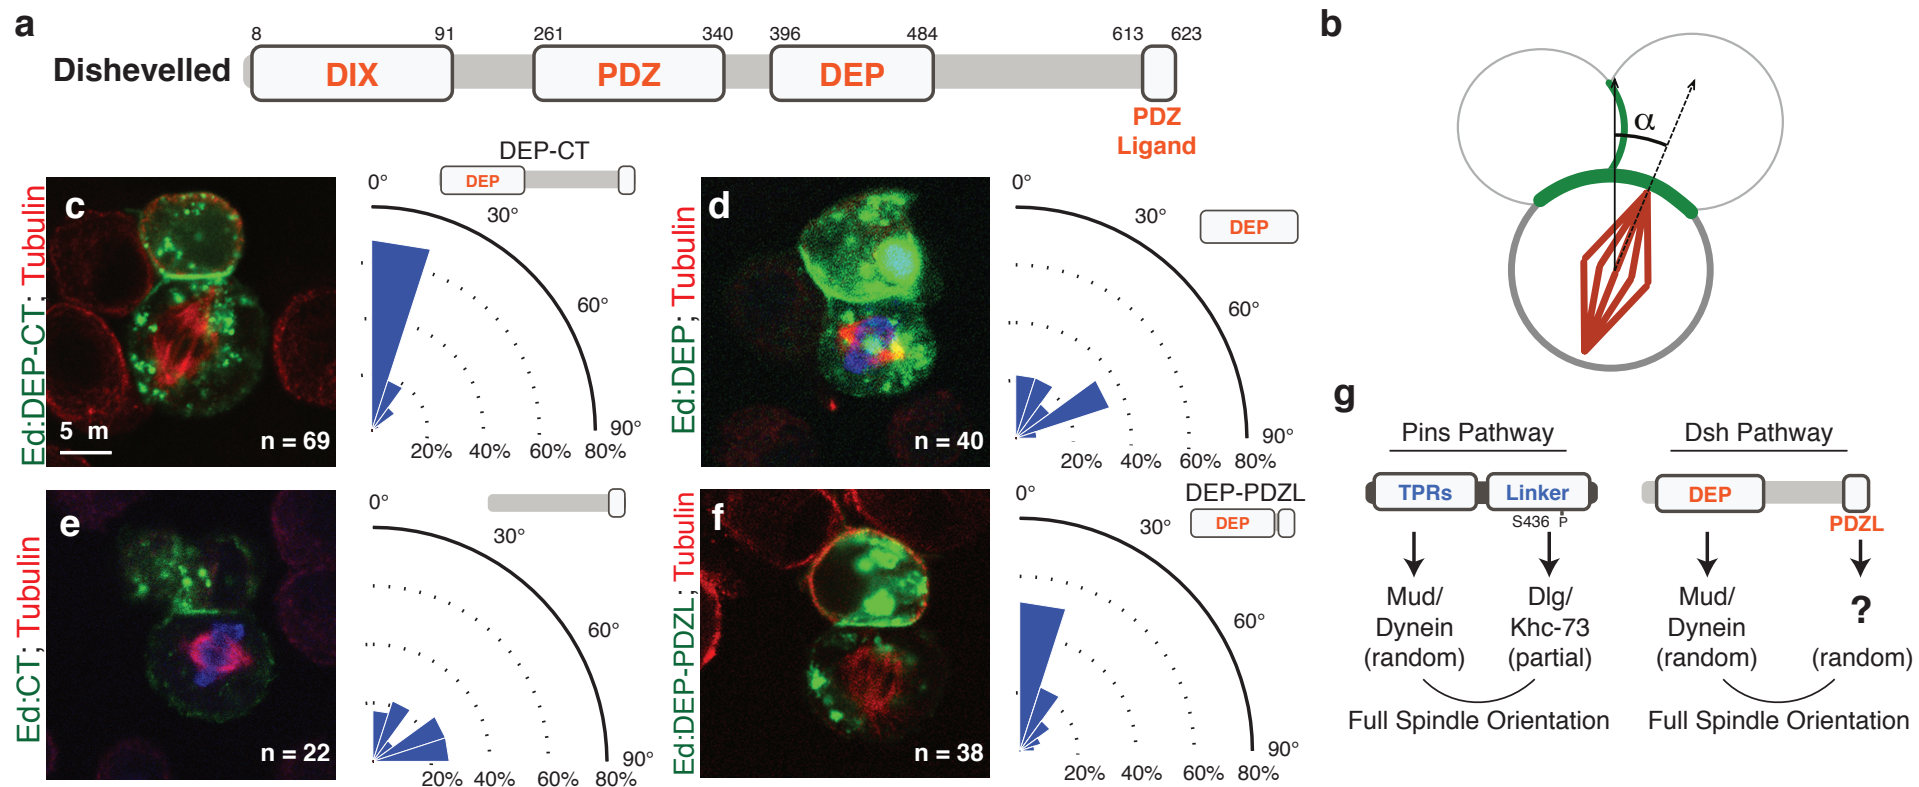 a
8 91 261 340 396 484 613 623
Dishevelled DIX PDZ DEP
PDZ
Ligand
b
α
DEP-CT
DEP
c
Ed:DEP-CT; Tubulin
5 m
n = 69
0°
30°
60°
90°
20% 40% 60% 80%
d
Ed:DEP; Tubulin
n = 40
DEP
0°
30°
60°
90°
20% 40% 60% 80%
e
Ed:CT; Tubulin
n = 22
0°
30°
60°
90°
20% 40% 60% 80%
f
Ed:DEP-PDZL; Tubulin
n = 38
DEP-PDZL
DEP
0°
30°
60°
90°
20% 40% 60% 80%
g
Pins Pathway Dsh Pathway
TPRs Linker DEP
S436 P PDZL
Mud/ Dlg/ Mud/ ?
Dynein Khc-73 Dynein
(random) (partial) (random) (random)
Full Spindle Orientation Full Spindle Orientation